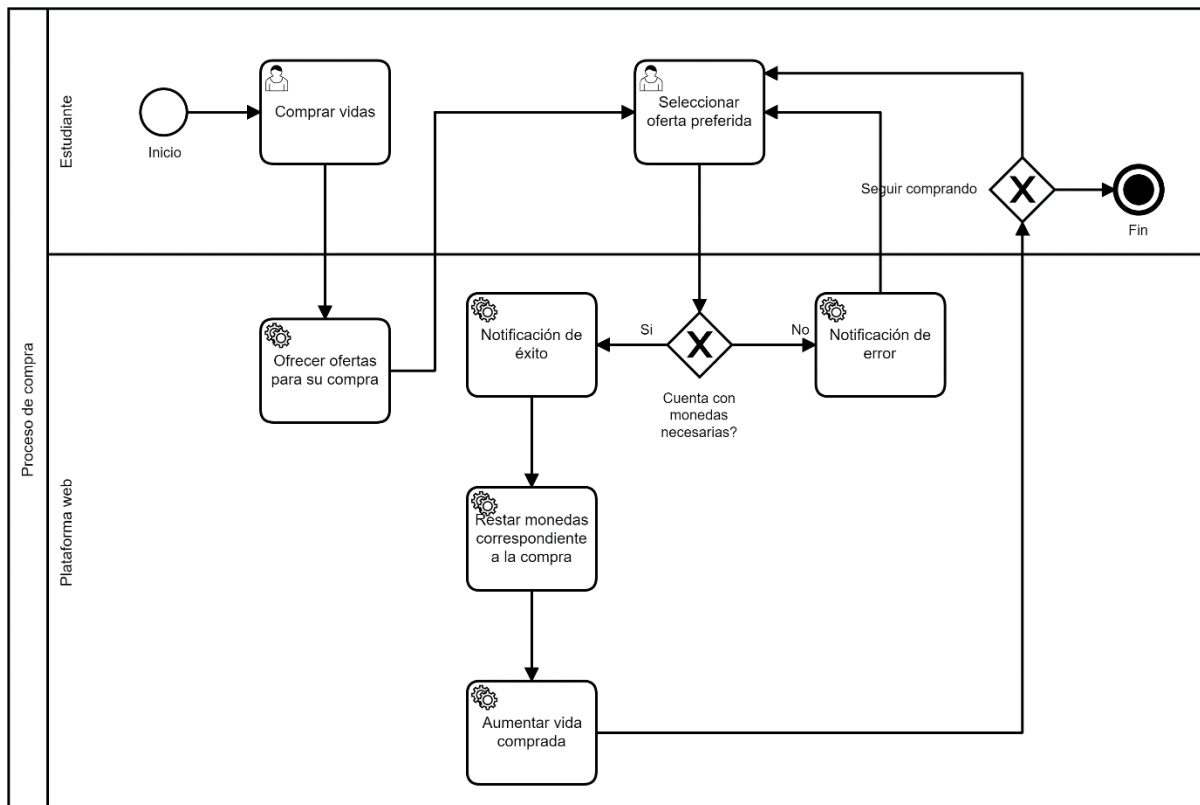 Proceso de compra
Estudiante
Inicio
Comprar vidas
Seleccionar
oferta preferida
Seguir comprando
Fin
Plataforma web
Ofrecer ofertas
para su compra
Notificación de
éxito
Si
Cuenta con
monedas
necesarias?
No
Notificación de
error
Restar monedas
correspondiente
a la compra
Aumentar vida
comprada